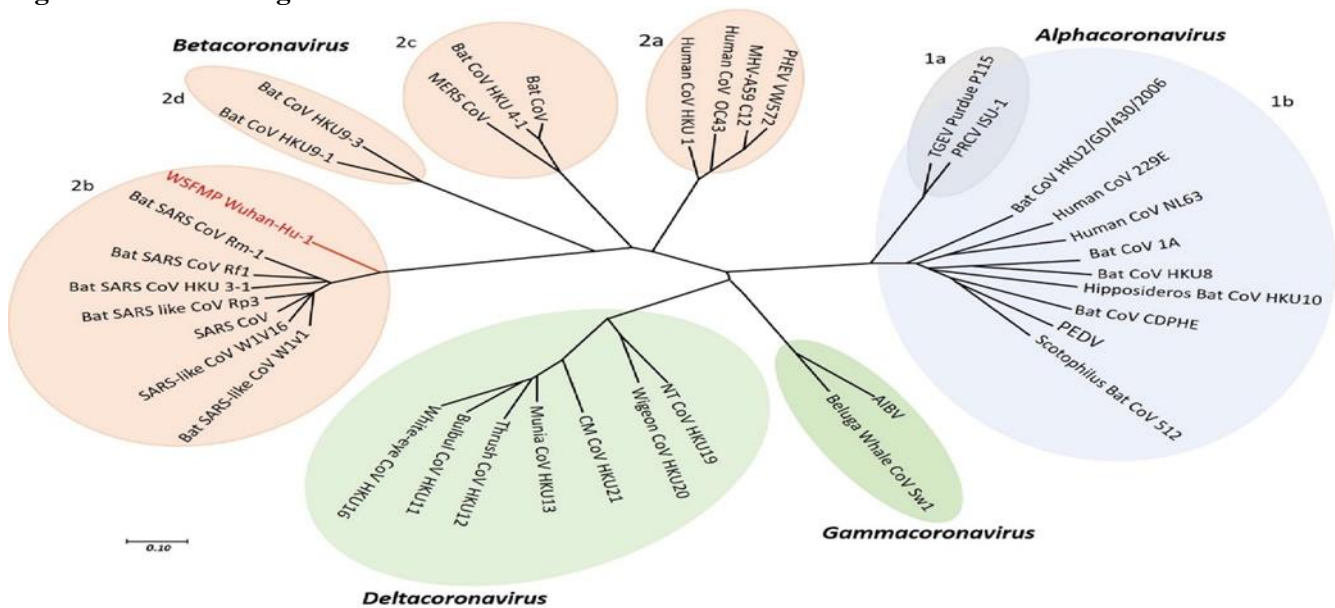 Betacoronavirus
2c
2a
Alphacoronavirus
1a
1b
2d
2b
Bat CoV HKU9-3
Bat CoV HKU9-1
MERS CoV
Bat CoV HKU 4-1
Bat CoV
Human CoV HKU 1
Human CoV OC43
MHV-A59 C12
PHEV VW572
TGEV Purdue P115
PRCV ISU-1
Bat CoV HKU2/GD/430/2006
Human CoV 229E
Human CoV NL63
Bat CoV 1A
Bat CoV HKU8
Hipposideros Bat CoV HKU10
Bat CoV CDPHE
PEDV
Scotophilus Bat CoV 512
WSFMP Wuhan-Hu-1
Bat SARS CoV Rm-1
Bat SARS CoV Rf1
Bat SARS CoV HKU 3-1
Bat SARS like CoV Rp3
SARS CoV
SARS-like CoV W1V16
Bat SARS-like CoV W1v1
White-eye CoV HKU16
Bulbul CoV HKU11
Thrush CoV HKU12
Munia CoV HKU13
CM CoV HKU21
Wigeon CoV HKU20
NT CoV HKU19
Beluga Whale CoV Sw1
AIBV
Gammacoronavirus
0.10
Deltacoronavirus